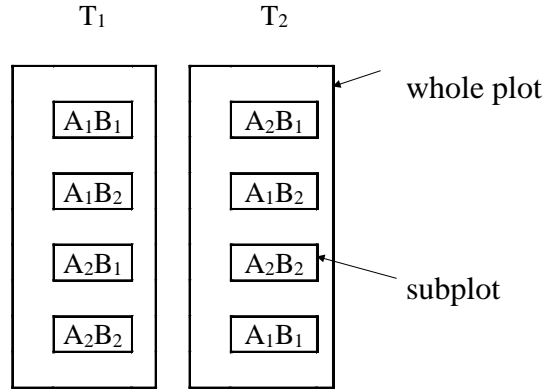 T₁ T₂
whole plot
A₁B₁ A₂B₁
A₁B₂ A₁B₂
A₂B₁ A₂B₂
subplot
A₂B₂ A₁B₁